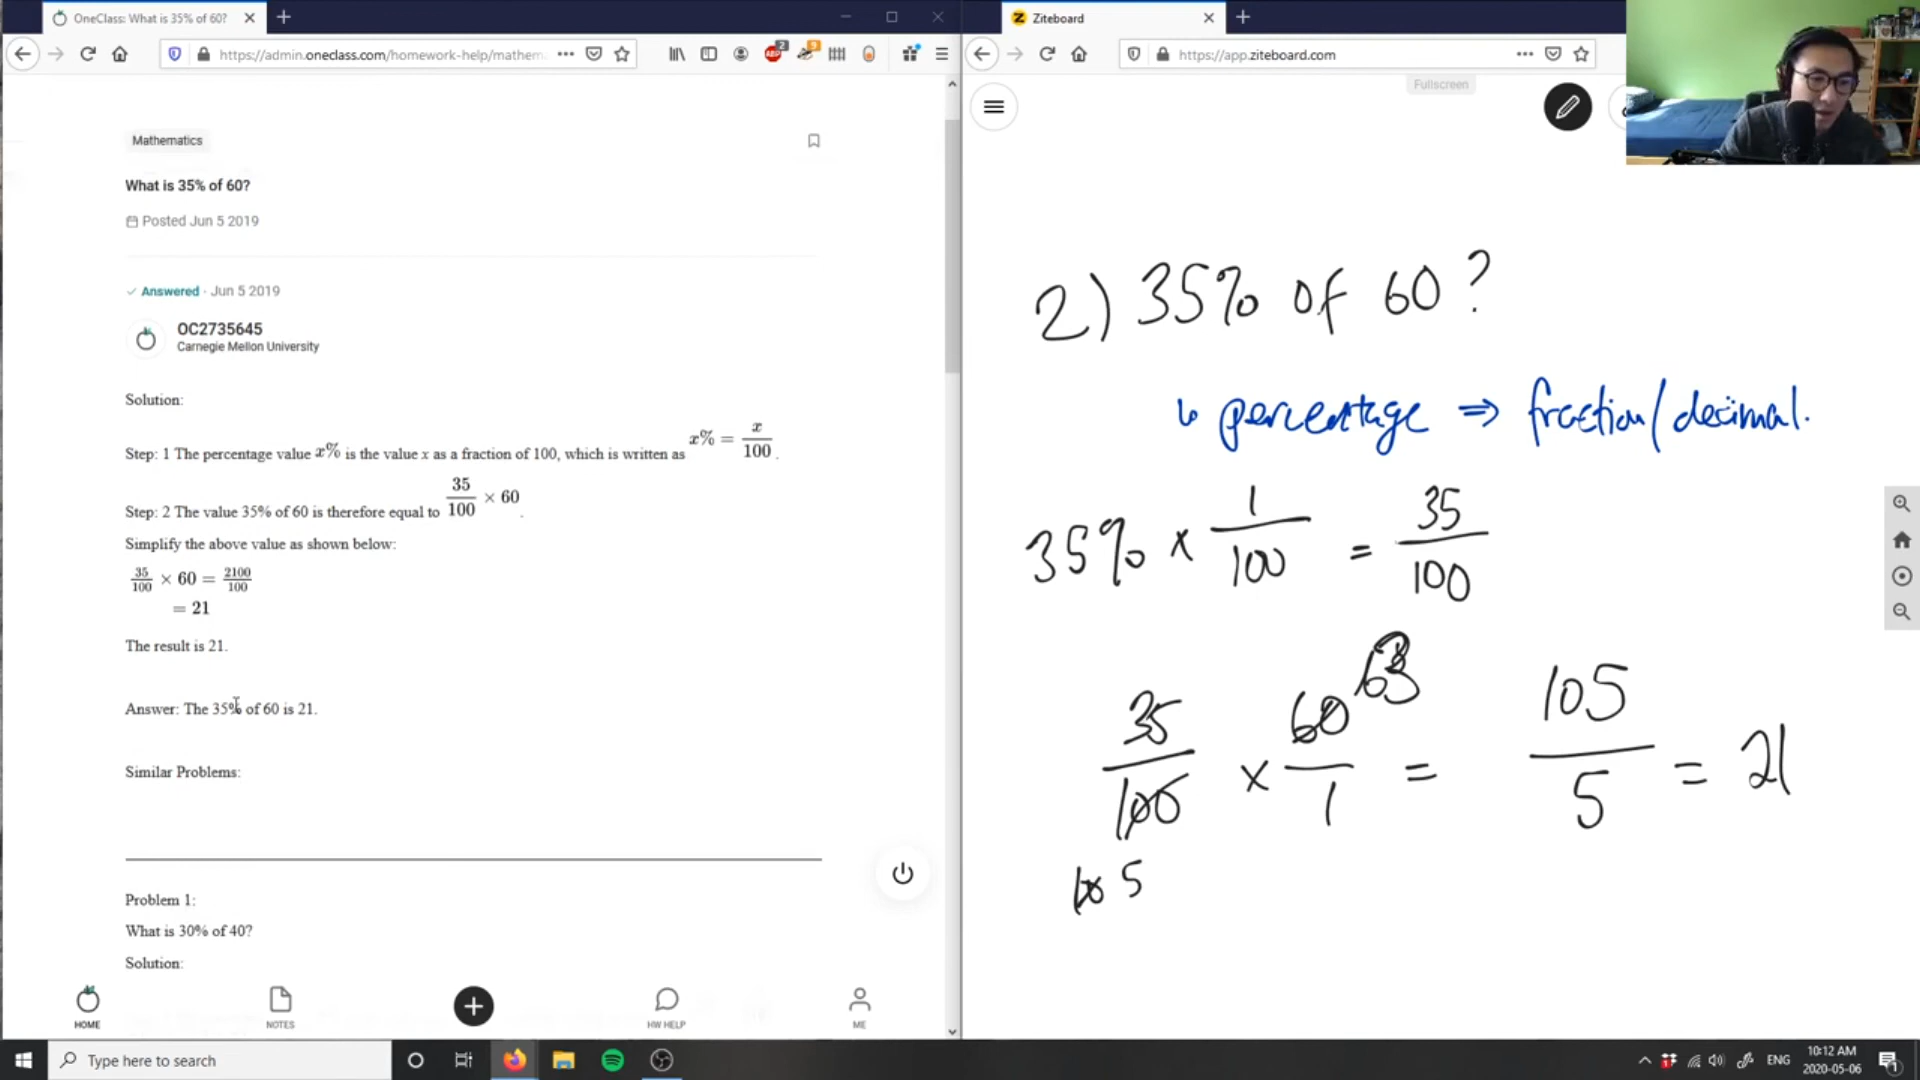 OneClass: What is 35% of 60?
https://admin.oneclass.com/homework-help/mathem
Mathematics
What is 35% of 60?
Posted Jun 5 2019
Answered · Jun 5 2019
OC2735645
Carnegie Mellon University
Solution:
Step: 1 The percentage value x% is the value x as a fraction of 100, which is written as x% = x/100 .
Step: 2 The value 35% of 60 is therefore equal to 35/100 × 60 .
Simplify the above value as shown below:
35/100 × 60 = 2100/100
= 21
The result is 21.
Answer: The 35% of 60 is 21.
Similar Problems:
Problem 1:
What is 30% of 40?
Solution:
HOME
NOTES
HW HELP
ME
Ziteboard
https://app.ziteboard.com
Fullscreen
2) 35% of 60?
percentage ⇒ fraction/decimal.
35% x 1/100 = 35/100
35/100 x 60/1 = 105/5 = 21
10 5
Type here to search
ENG
10:12 AM
2020-05-06